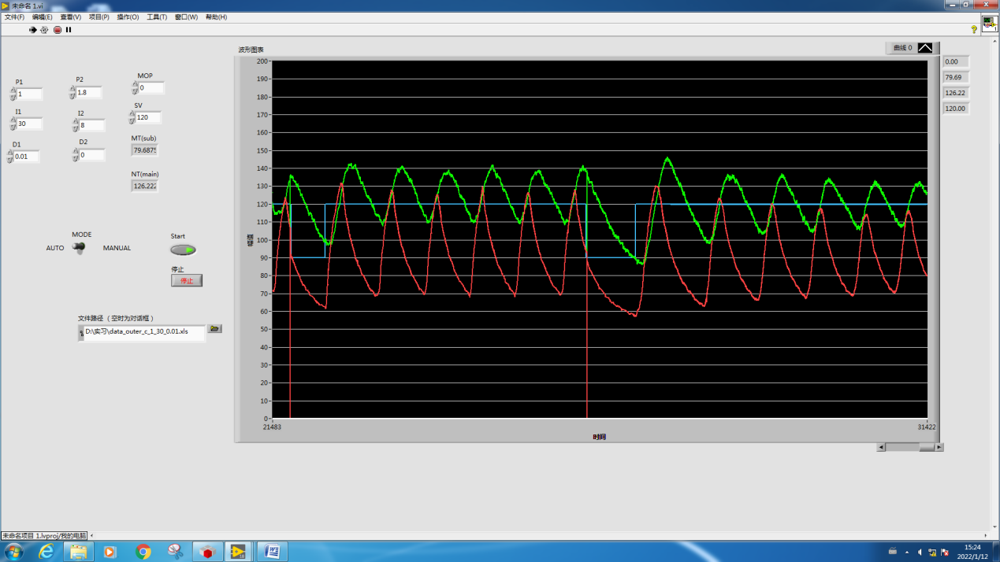 未命名 1.vi
文件(F) 编辑(E) 查看(V) 项目(P) 操作(O) 工具(T) 窗口(W) 帮助(H)
波形图表
曲线 0
0.00
79.69
126.22
120.00
P1
1
P2
1.8
MOP
0
I1
30
I2
8
SV
120
D1
0.01
D2
0
MT(sub)
79.6875
NT(main)
126.222
MODE
AUTO
MANUAL
Start
停止
停止
文件路径（空时为对话框）
D:\实习\data_outer_c_1_30_0.01.xls
200
190
180
170
160
150
140
130
120
110
100
90
80
70
60
50
40
30
20
10
0
21483
31422
时间
未命名项目 1.lvproj/我的电脑
15:24
2022/1/12